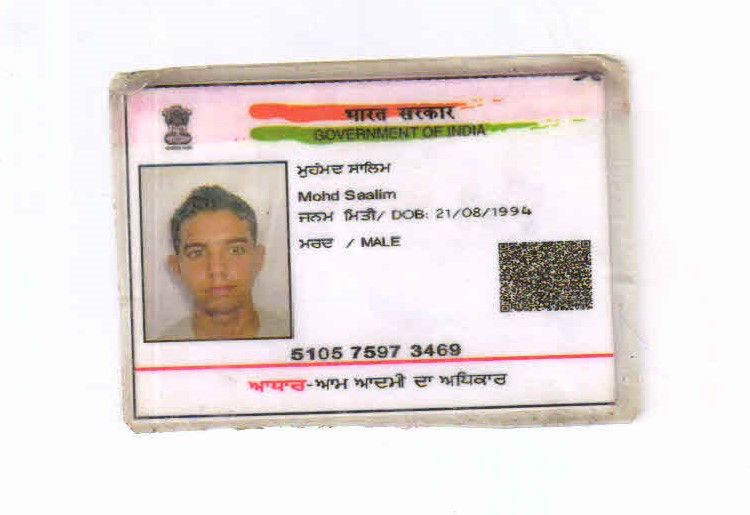 भारत सरकार
GOVERNMENT OF INDIA
ਮੁਹੰਮਦ ਸਾਲਿਮ
Mohd Saalim
ਜਨਮ ਮਿਤੀ/ DOB: 21/08/1994
ਮਰਦ / MALE
5105 7597 3469
ਆਧਾਰ-ਆਮ ਆਦਮੀ ਦਾ ਅਧਿਕਾਰ